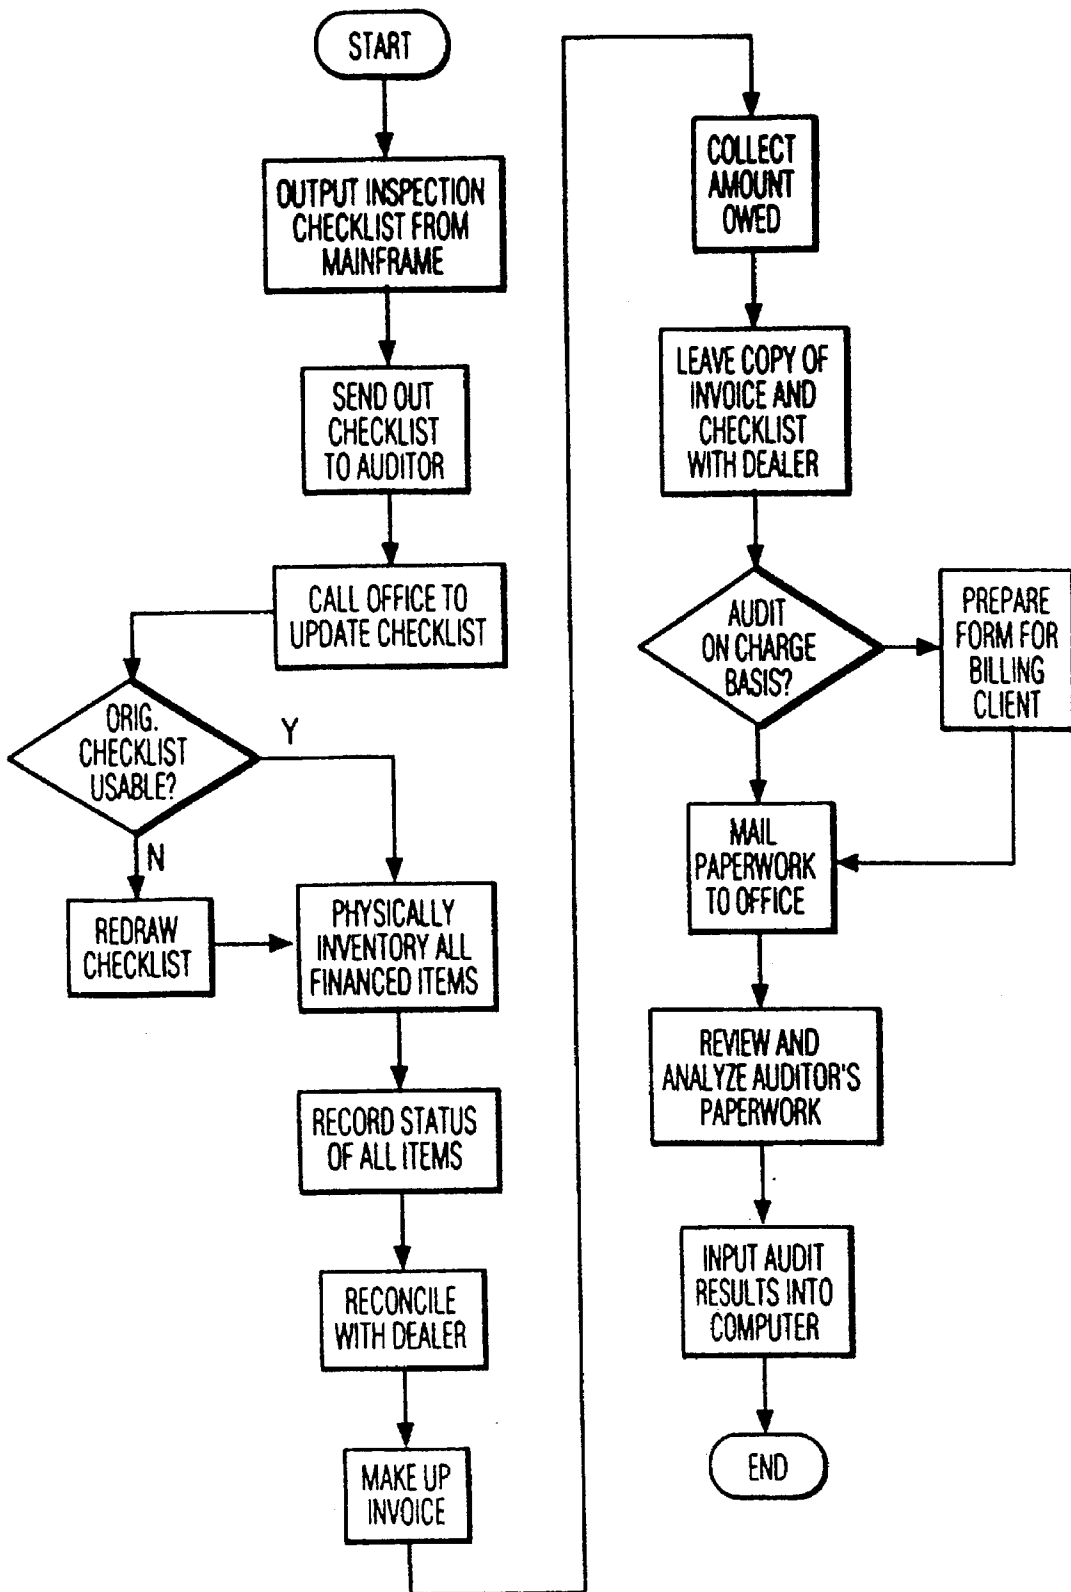 START
OUTPUT INSPECTION
CHECKLIST FROM
MAINFRAME
SEND OUT
CHECKLIST
TO AUDITOR
CALL OFFICE TO
UPDATE CHECKLIST
ORIG.
CHECKLIST
USABLE?
Y
N
REDRAW
CHECKLIST
PHYSICALLY
INVENTORY ALL
FINANCED ITEMS
RECORD STATUS
OF ALL ITEMS
RECONCILE
WITH DEALER
MAKE UP
INVOICE
COLLECT
AMOUNT
OWED
LEAVE COPY OF
INVOICE AND
CHECKLIST
WITH DEALER
AUDIT
ON CHARGE
BASIS?
PREPARE
FORM FOR
BILLING
CLIENT
MAIL
PAPERWORK
TO OFFICE
REVIEW AND
ANALYZE AUDITOR'S
PAPERWORK
INPUT AUDIT
RESULTS INTO
COMPUTER
END